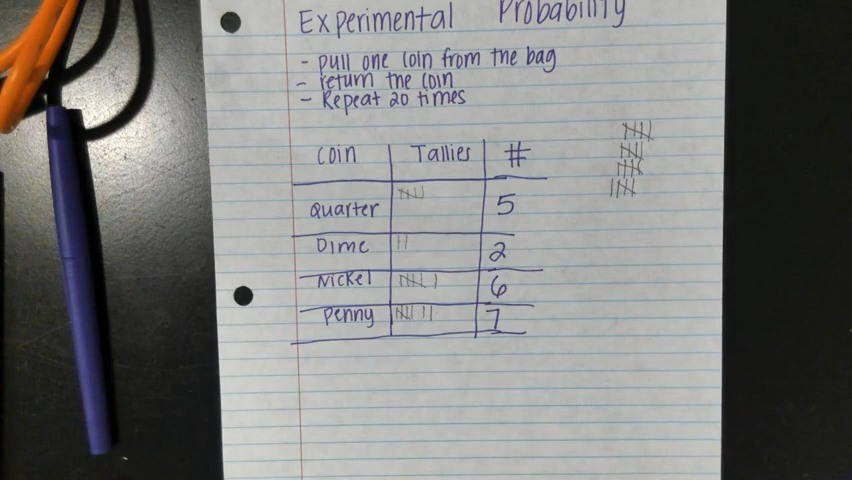 Experimental Probability
- pull one coin from the bag
- return the coin
- Repeat 20 times
coin Tallies #
Quarter 5
Dime 2
Nickel 6
Penny 7